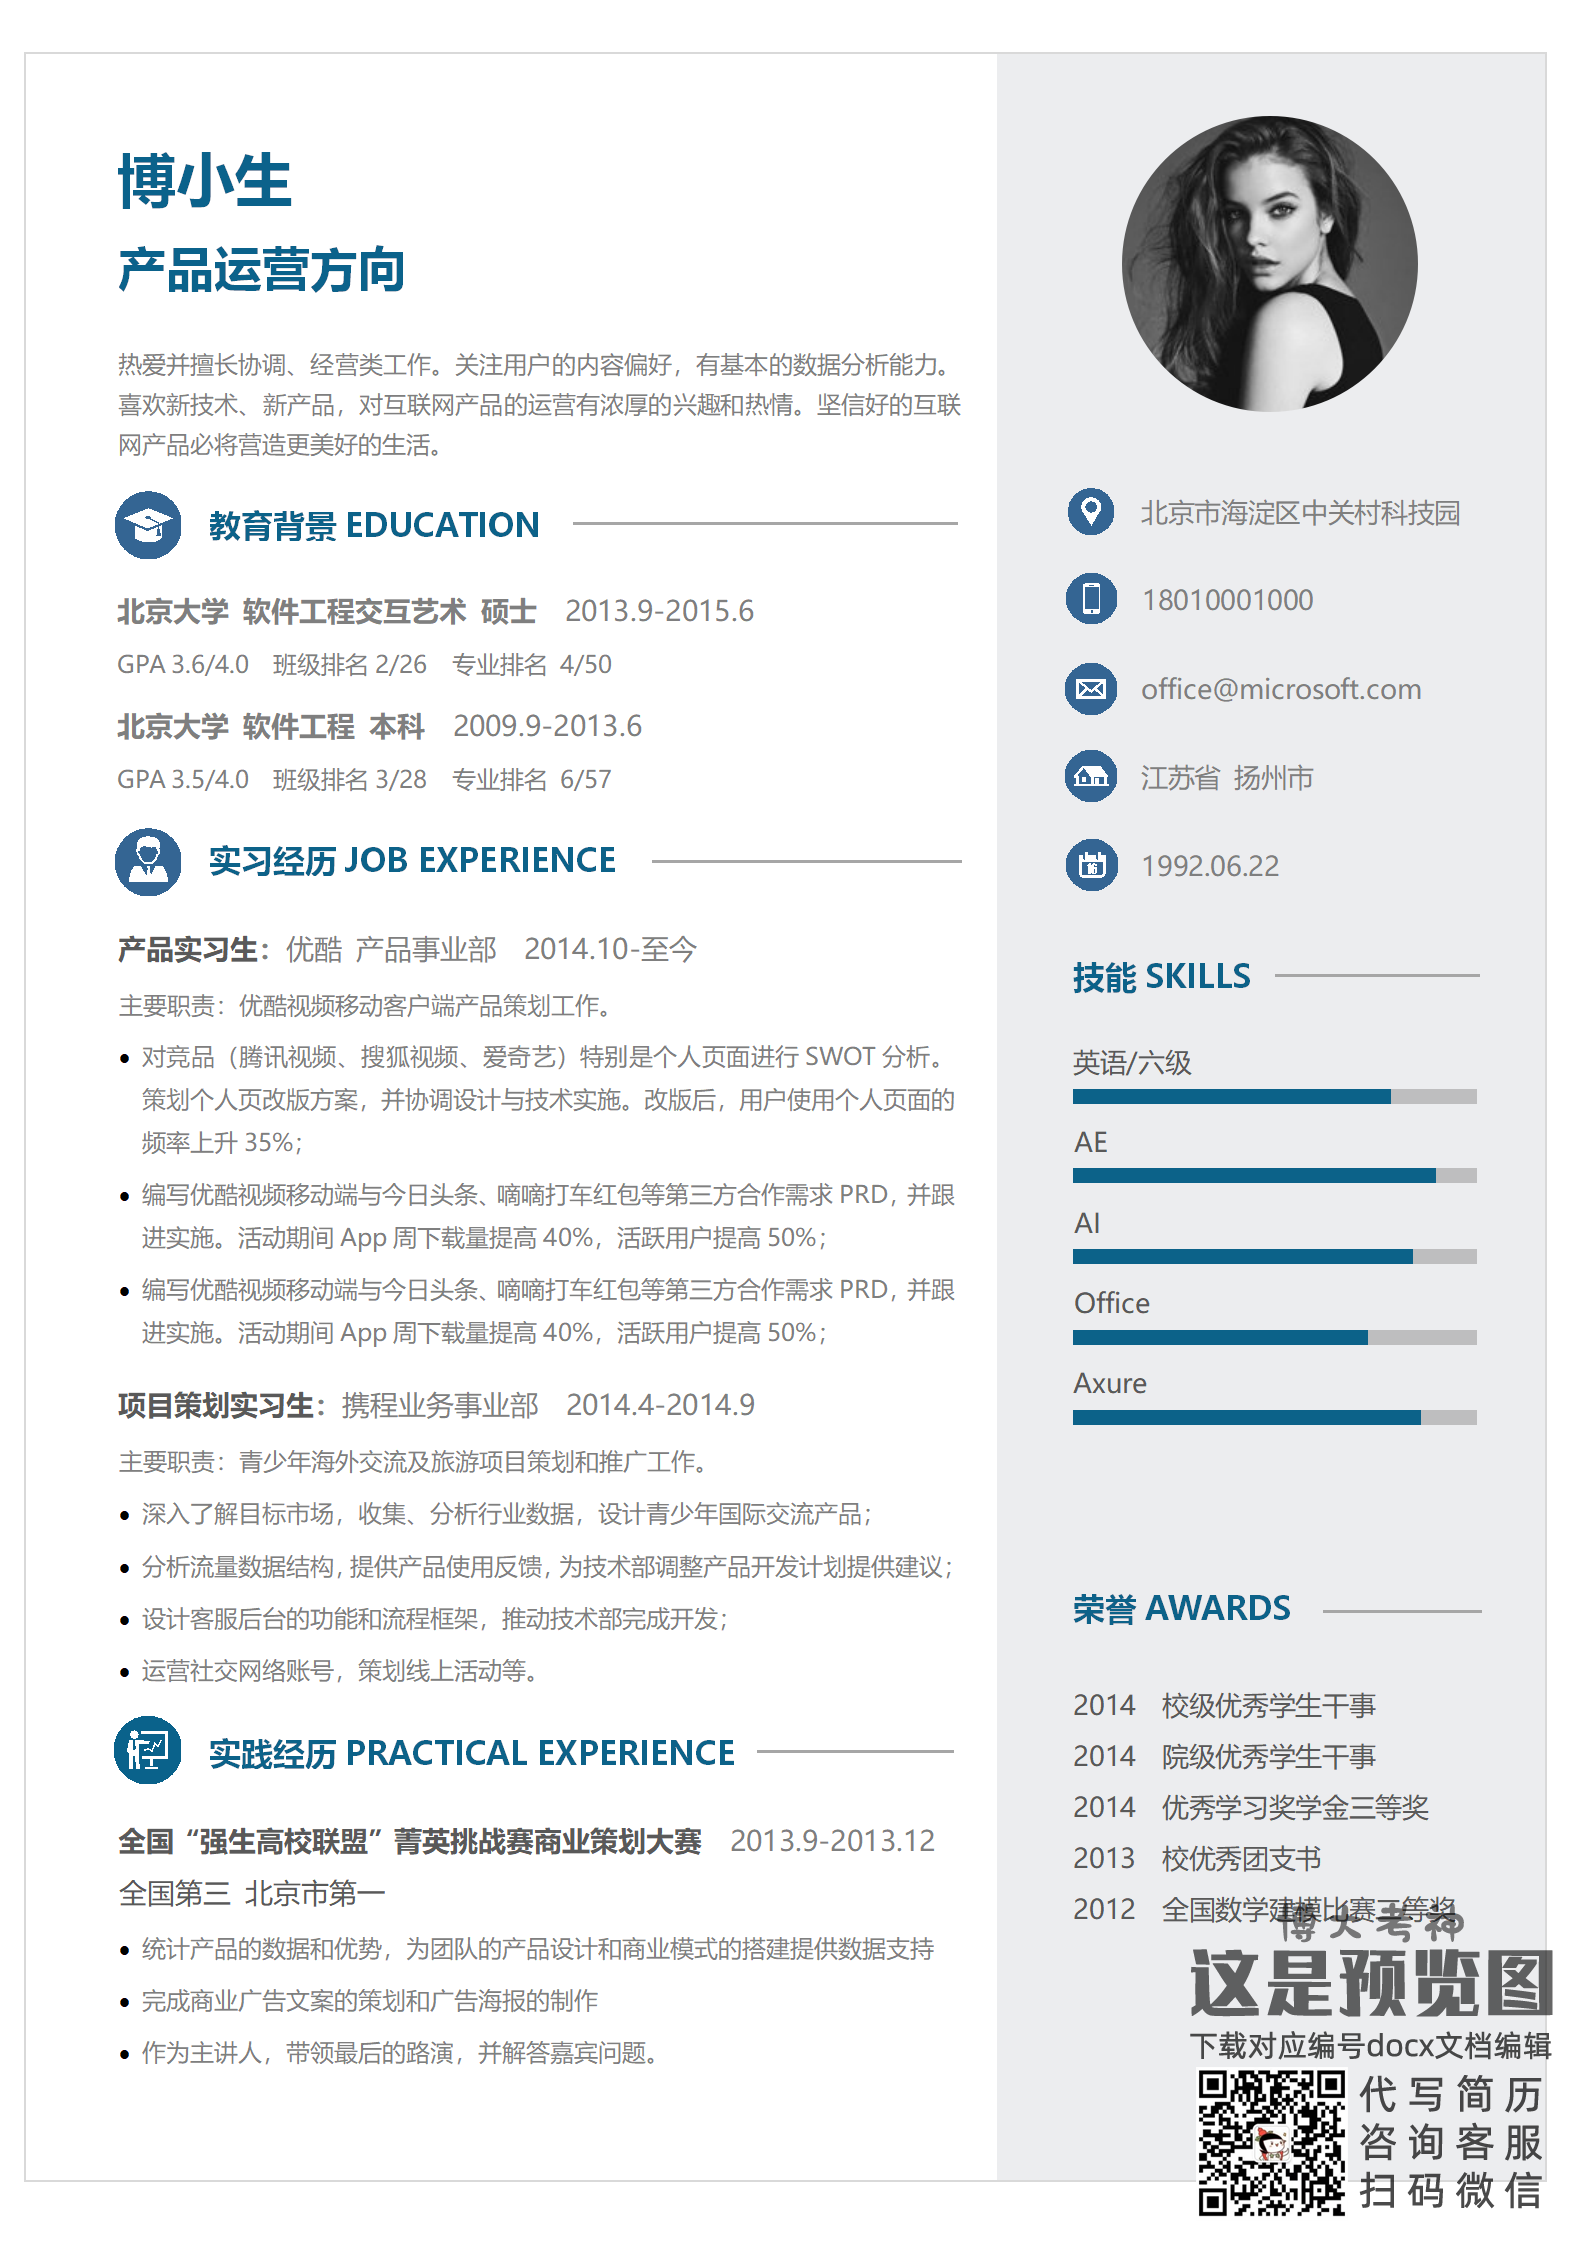 博小生
产品运营方向
热爱并擅长协调、经营类工作。关注用户的内容偏好，有基本的数据分析能力。
喜欢新技术、新产品，对互联网产品的运营有浓厚的兴趣和热情。坚信好的互联
网产品必将营造更美好的生活。
教育背景 EDUCATION
北京大学 软件工程交互艺术 硕士 2013.9-2015.6
GPA 3.6/4.0 班级排名 2/26 专业排名 4/50
北京大学 软件工程 本科 2009.9-2013.6
GPA 3.5/4.0 班级排名 3/28 专业排名 6/57
实习经历 JOB EXPERIENCE
产品实习生：优酷 产品事业部 2014.10-至今
主要职责：优酷视频移动客户端产品策划工作。
● 对竞品（腾讯视频、搜狐视频、爱奇艺）特别是个人页面进行 SWOT 分析。
策划个人页改版方案，并协调设计与技术实施。改版后，用户使用个人页面的
频率上升 35%；
● 编写优酷视频移动端与今日头条、嘀嘀打车红包等第三方合作需求 PRD，并跟
进实施。活动期间 App 周下载量提高 40%，活跃用户提高 50%；
● 编写优酷视频移动端与今日头条、嘀嘀打车红包等第三方合作需求 PRD，并跟
进实施。活动期间 App 周下载量提高 40%，活跃用户提高 50%；
项目策划实习生：携程业务事业部 2014.4-2014.9
主要职责：青少年海外交流及旅游项目策划和推广工作。
● 深入了解目标市场，收集、分析行业数据，设计青少年国际交流产品；
● 分析流量数据结构，提供产品使用反馈，为技术部调整产品开发计划提供建议；
● 设计客服后台的功能和流程框架，推动技术部完成开发；
● 运营社交网络账号，策划线上活动等。
实践经历 PRACTICAL EXPERIENCE
全国“强生高校联盟”菁英挑战赛商业策划大赛 2013.9-2013.12
全国第三 北京市第一
● 统计产品的数据和优势，为团队的产品设计和商业模式的搭建提供数据支持
● 完成商业广告文案的策划和广告海报的制作
● 作为主讲人，带领最后的路演，并解答嘉宾问题。
北京市海淀区中关村科技园
18010001000
office@microsoft.com
江苏省 扬州市
16
1992.06.22
技能 SKILLS
英语/六级
AE
AI
Office
Axure
荣誉 AWARDS
2014 校级优秀学生干事
2014 院级优秀学生干事
2014 优秀学习奖学金三等奖
2013 校优秀团支书
2012 全国数学建模比赛三等奖
博大考神
这是预览图
下载对应编号docx文档编辑
代写简历
咨询客服
扫码微信